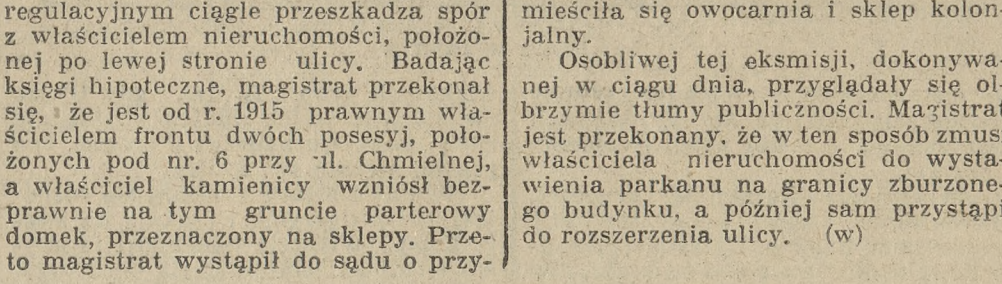 regulacyjnym ciągle przeszkadza spór
z właścicielem nieruchomości, położo-
nej po lewej stronie ulicy. Badając
księgi hipoteczne, magistrat przekonał
się, że jest od r. 1915 prawnym wła-
ścicielem frontu dwóch posesyj, poło-
żonych pod nr. 6 przy ul. Chmielnej,
a właściciel kamienicy wzniósł bez-
prawnie na tym gruncie parterowy
domek, przeznaczony na sklepy. Prze-
to magistrat wystąpił do sądu o przy-
mieściła się owocarnia i sklep kolon-
jalny.
Osobliwej tej eksmisji, dokonywa-
nej w ciągu dnia, przyglądały się ol-
brzymie tłumy publiczności. Magistrat
jest przekonany, że w ten sposób zmus
właściciela nieruchomości do wysta-
wienia parkanu na granicy zburzone-
go budynku, a później sam przystąpi
do rozszerzenia ulicy. (w)